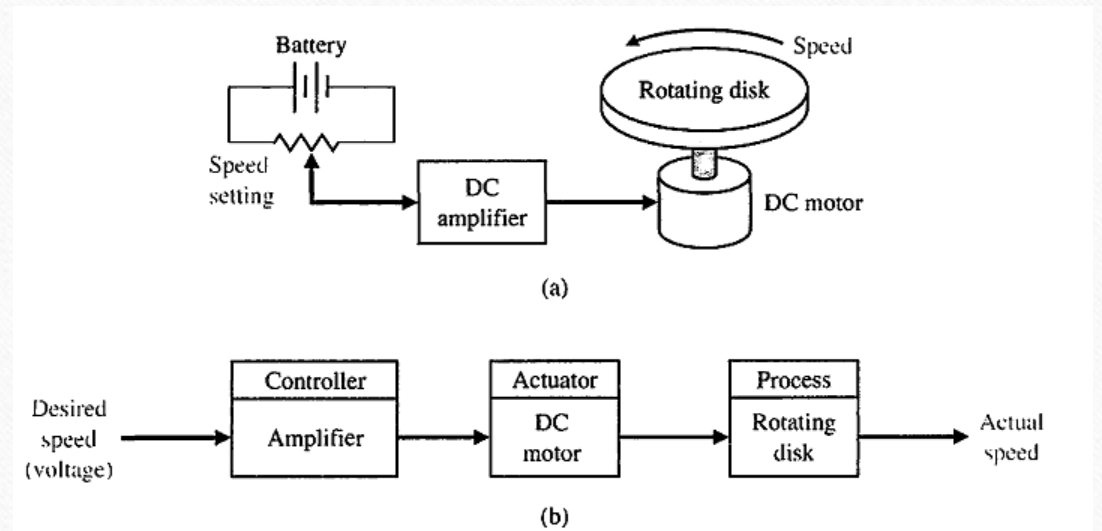 Battery
Speed
Rotating disk
Speed
setting
DC
amplifier
DC motor
(a)
Controller
Actuator
Process
Desired
speed
(voltage)
Amplifier
DC
motor
Rotating
disk
Actual
speed
(b)